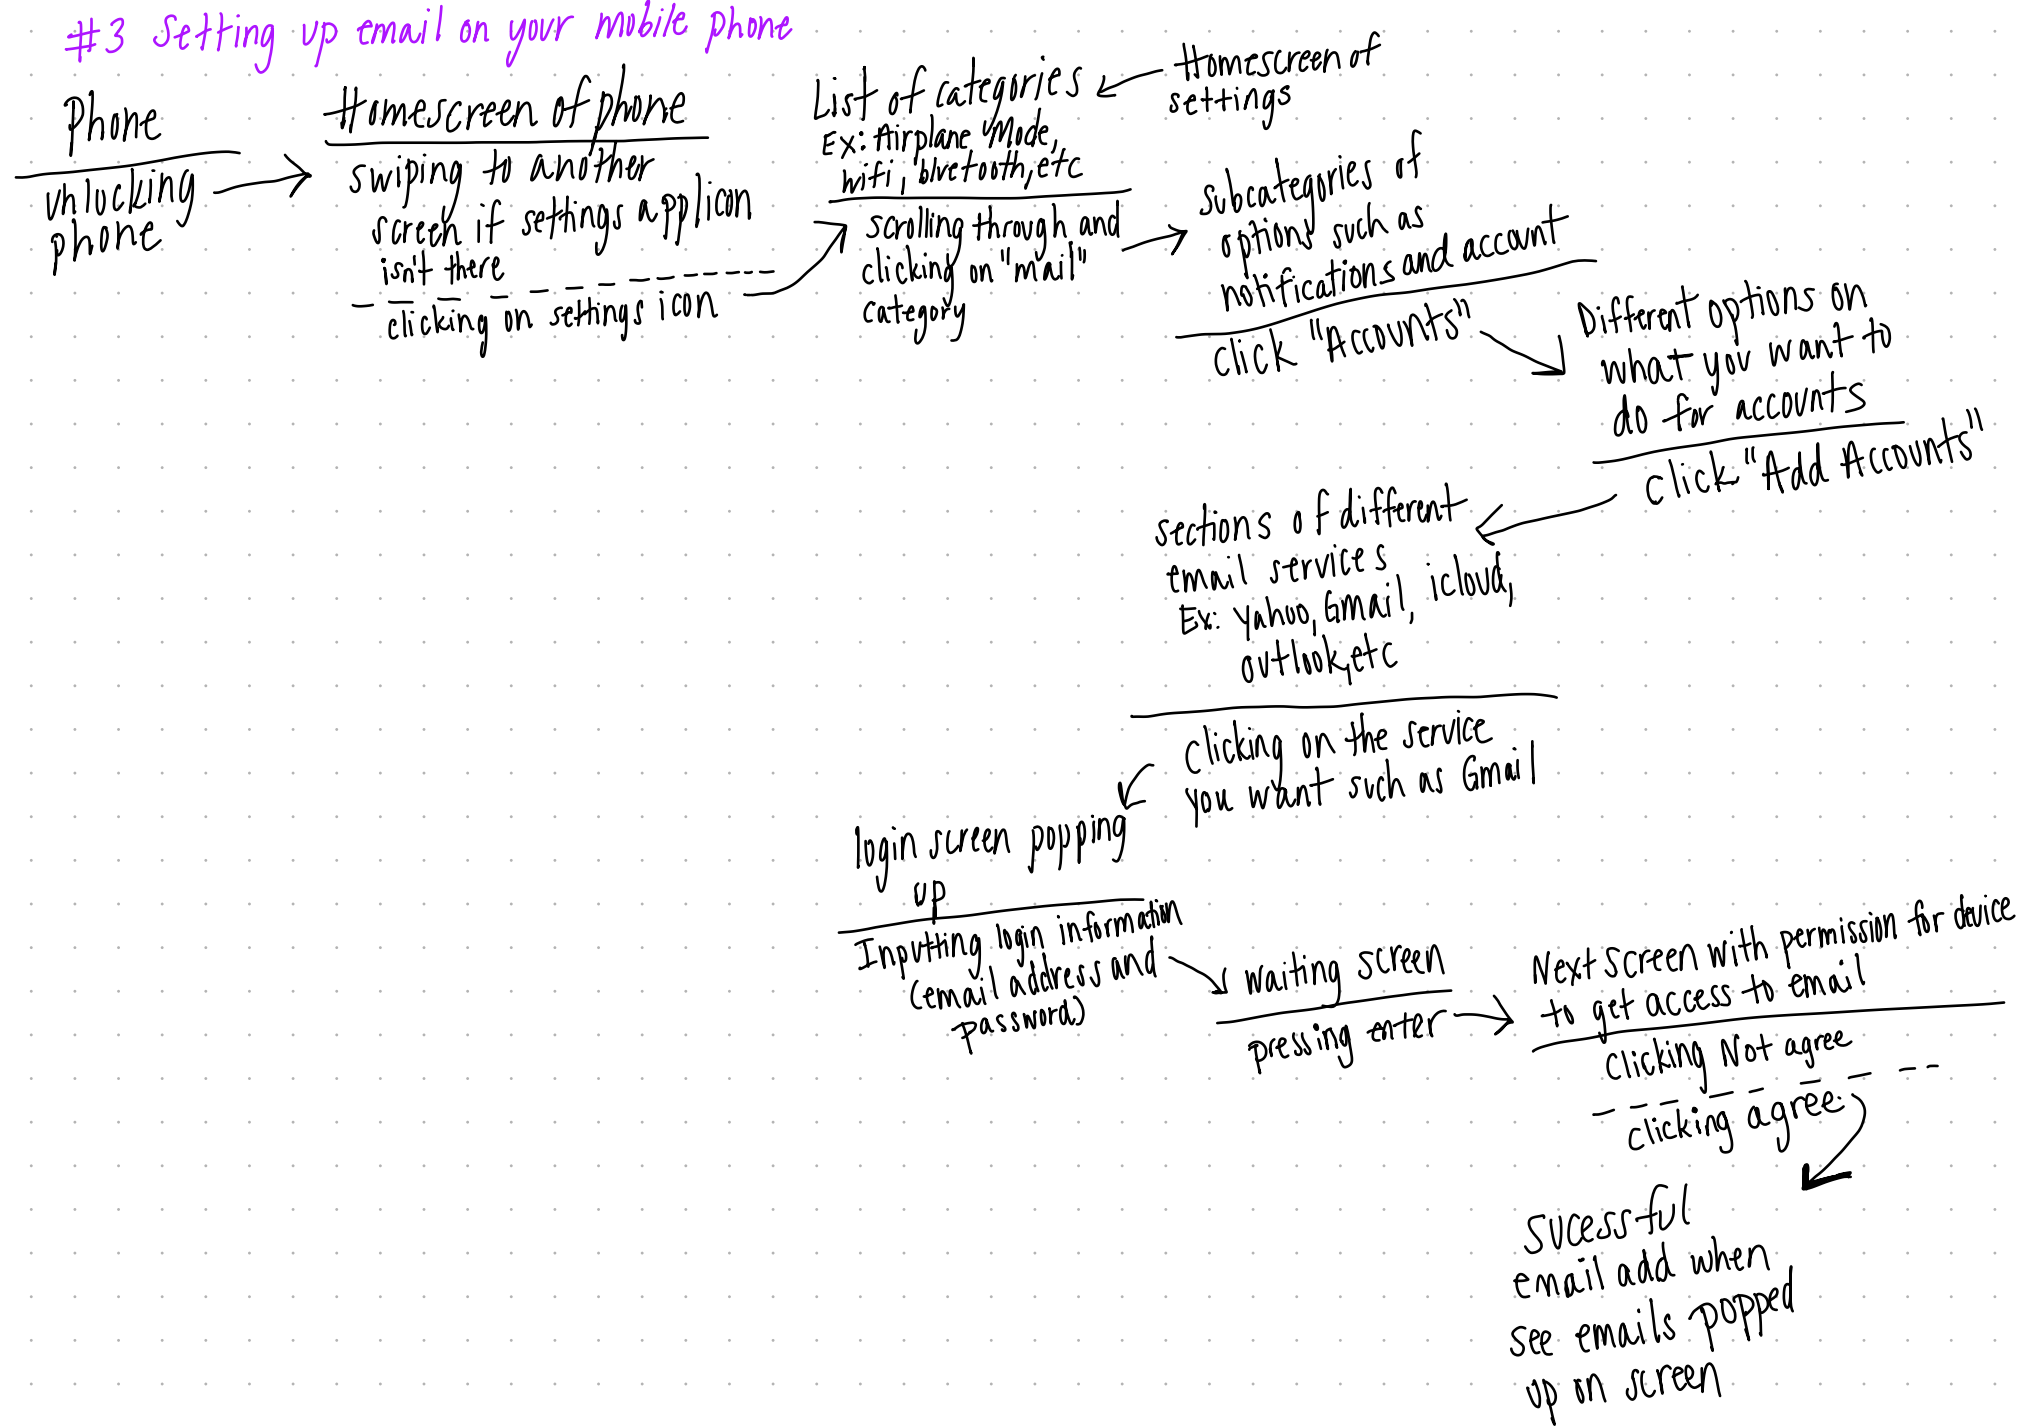 #3 Setting up email on your mobile phone
Phone
unlocking
phone
Homescreen of phone
swiping to another
screen if settings app icon
isn't there
clicking on settings icon
List of categories
Ex: Airplane Mode,
wifi, bluetooth, etc
Homescreen of
settings
scrolling through and
clicking on "mail"
category
subcategories of
options such as
notifications and account
click "Accounts"
Different options on
what you want to
do for accounts
click "Add Accounts"
sections of different
email services
Ex: Yahoo, Gmail, icloud,
outlook, etc
clicking on the service
you want such as Gmail
login screen popping
up
Inputting login information
(email address and
password)
waiting screen
pressing enter
Next screen with permission for device
to get access to email
clicking Not agree
clicking agree
Sucessful
email add when
see emails popped
up on screen